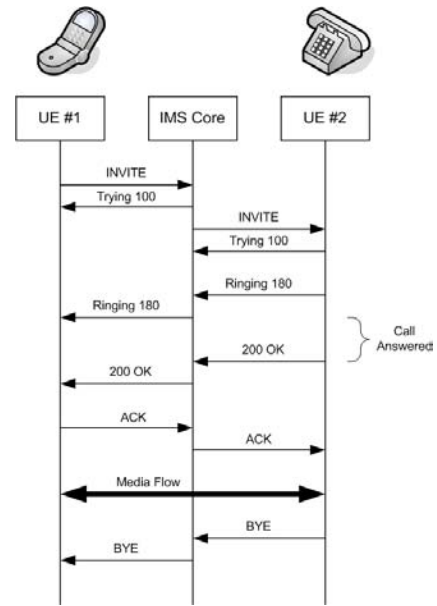 UE #1
IMS Core
UE #2
INVITE
Trying 100
INVITE
Trying 100
Ringing 180
Ringing 180
Call
Answered
200 OK
200 OK
ACK
ACK
Media Flow
BYE
BYE